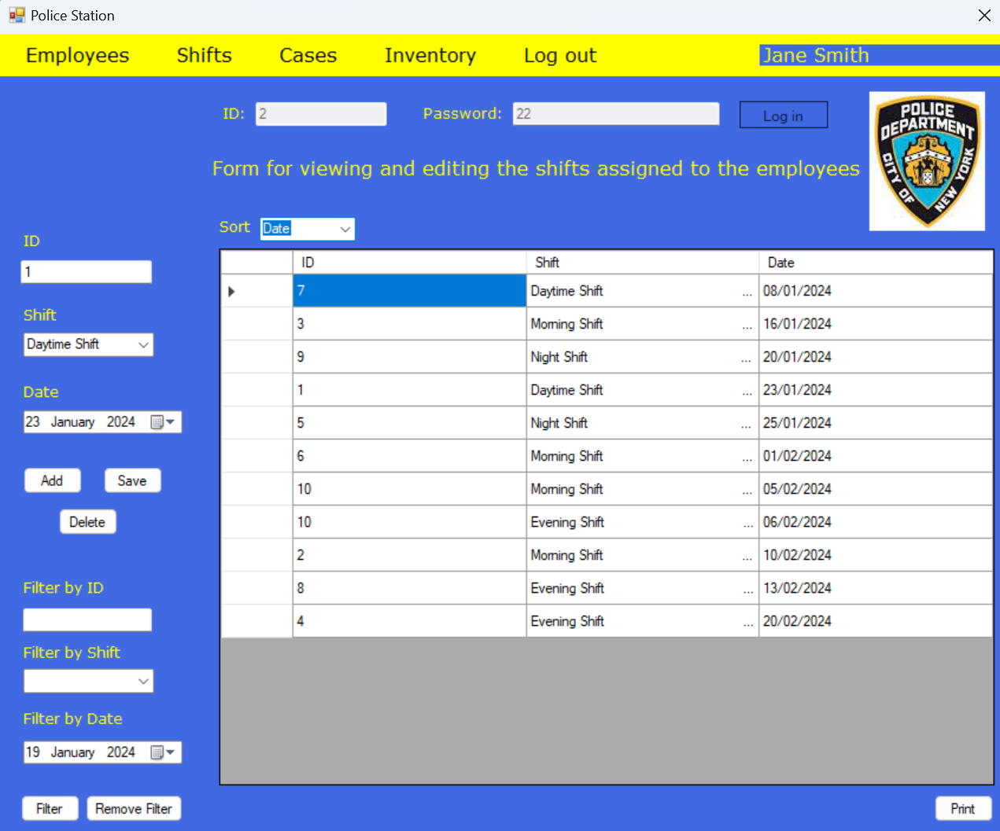 Police Station
Employees Shifts Cases Inventory Log out Jane Smith
ID: 2 Password: 22 Log in
POLICE
DEPARTMENT
CITY OF NEW YORK
Form for viewing and editing the shifts assigned to the employees
Sort Date
ID
1
Shift
Daytime Shift
Date
23 January 2024
Add Save
Delete
Filter by ID
Filter by Shift
Filter by Date
19 January 2024
Filter Remove Filter
ID Shift Date
7 Daytime Shift ... 08/01/2024
3 Morning Shift ... 16/01/2024
9 Night Shift ... 20/01/2024
1 Daytime Shift ... 23/01/2024
5 Night Shift ... 25/01/2024
6 Morning Shift ... 01/02/2024
10 Morning Shift ... 05/02/2024
10 Evening Shift ... 06/02/2024
2 Morning Shift ... 10/02/2024
8 Evening Shift ... 13/02/2024
4 Evening Shift ... 20/02/2024
Print